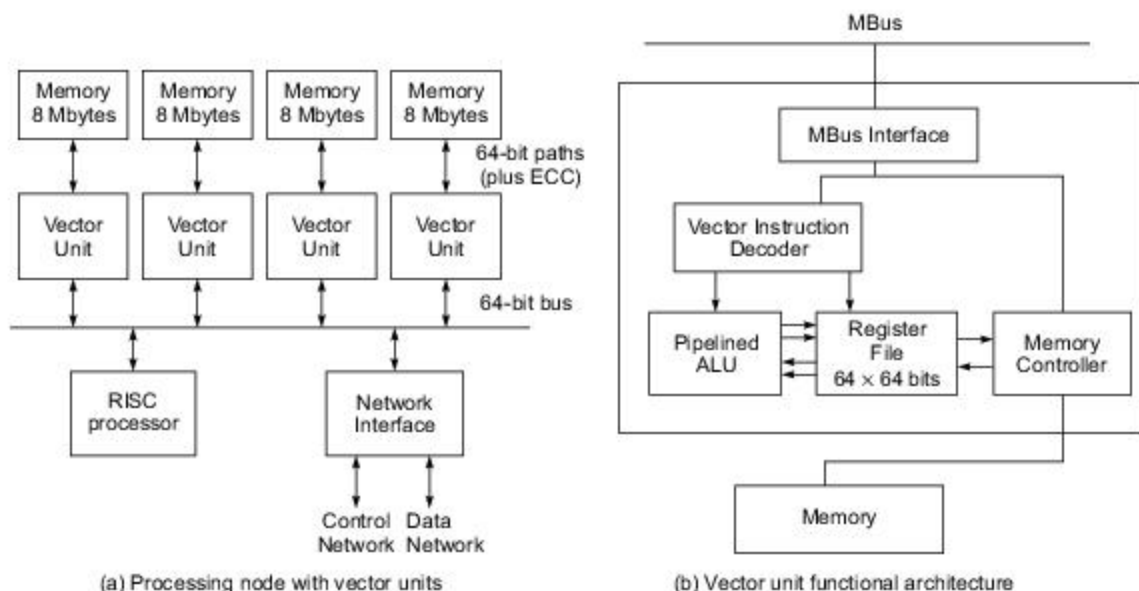 Memory
8 Mbytes
Memory
8 Mbytes
Memory
8 Mbytes
Memory
8 Mbytes
64-bit paths
(plus ECC)
Vector
Unit
Vector
Unit
Vector
Unit
Vector
Unit
64-bit bus
RISC
processor
Network
Interface
Control
Network
Data
Network
(a) Processing node with vector units
MBus
MBus Interface
Vector Instruction
Decoder
Pipelined
ALU
Register
File
64 × 64 bits
Memory
Controller
Memory
(b) Vector unit functional architecture